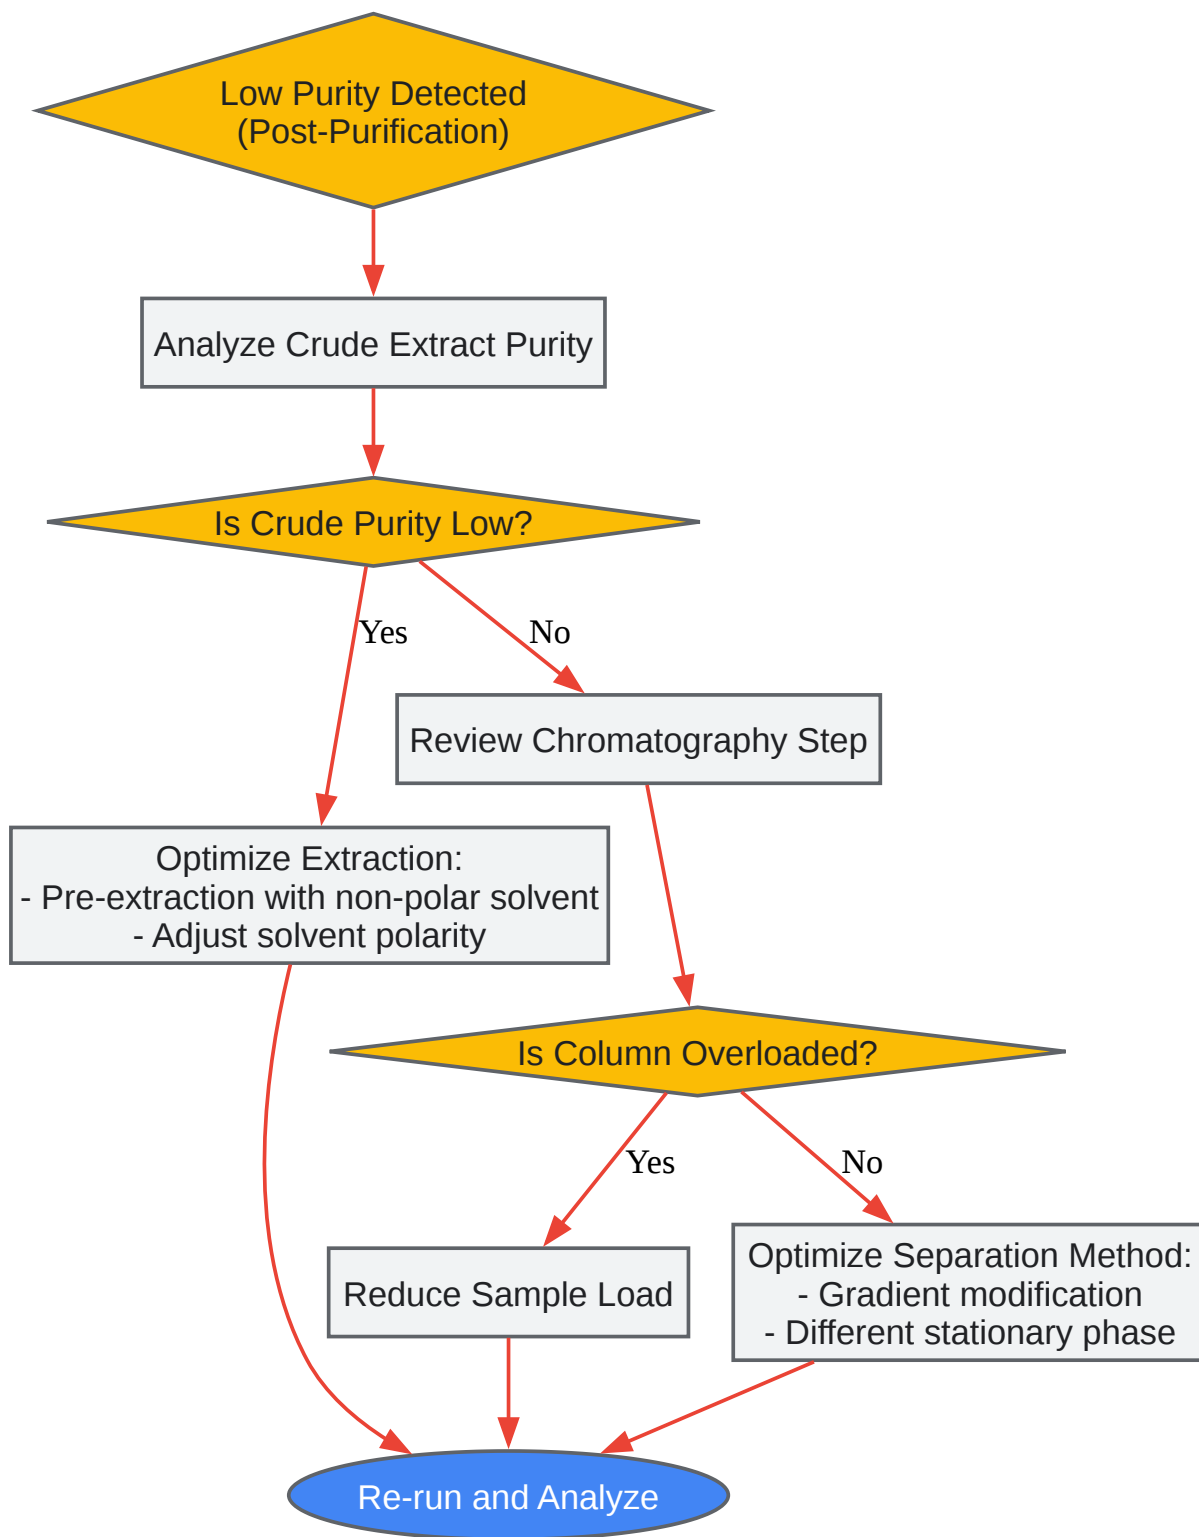 Low Purity Detected
(Post-Purification)
Analyze Crude Extract Purity
Is Crude Purity Low?
Yes
No
Review Chromatography Step
Optimize Extraction:
- Pre-extraction with non-polar solvent
- Adjust solvent polarity
Is Column Overloaded?
Yes
No
Reduce Sample Load
Optimize Separation Method:
- Gradient modification
- Different stationary phase
Re-run and Analyze